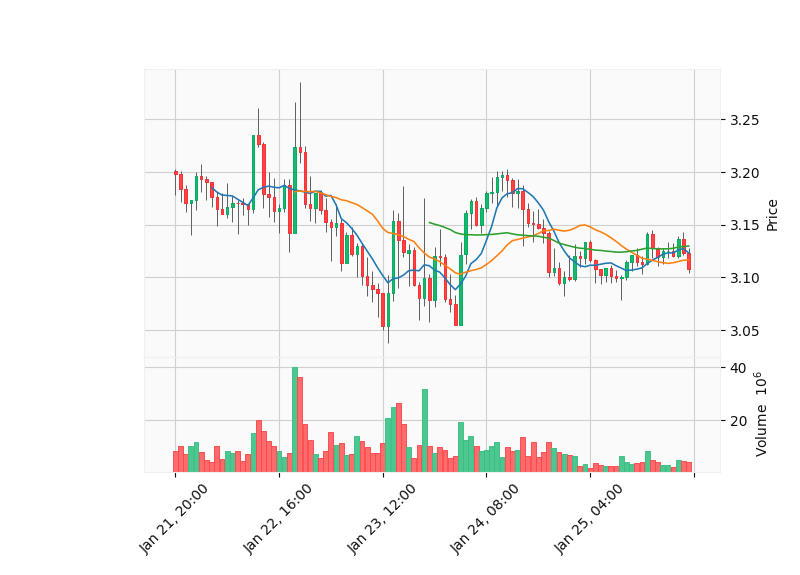 3.25
3.20
3.15
3.10
3.05
Price
40
20
Volume 10⁶
Jan 21, 20:00
Jan 22, 16:00
Jan 23, 12:00
Jan 24, 08:00
Jan 25, 04:00